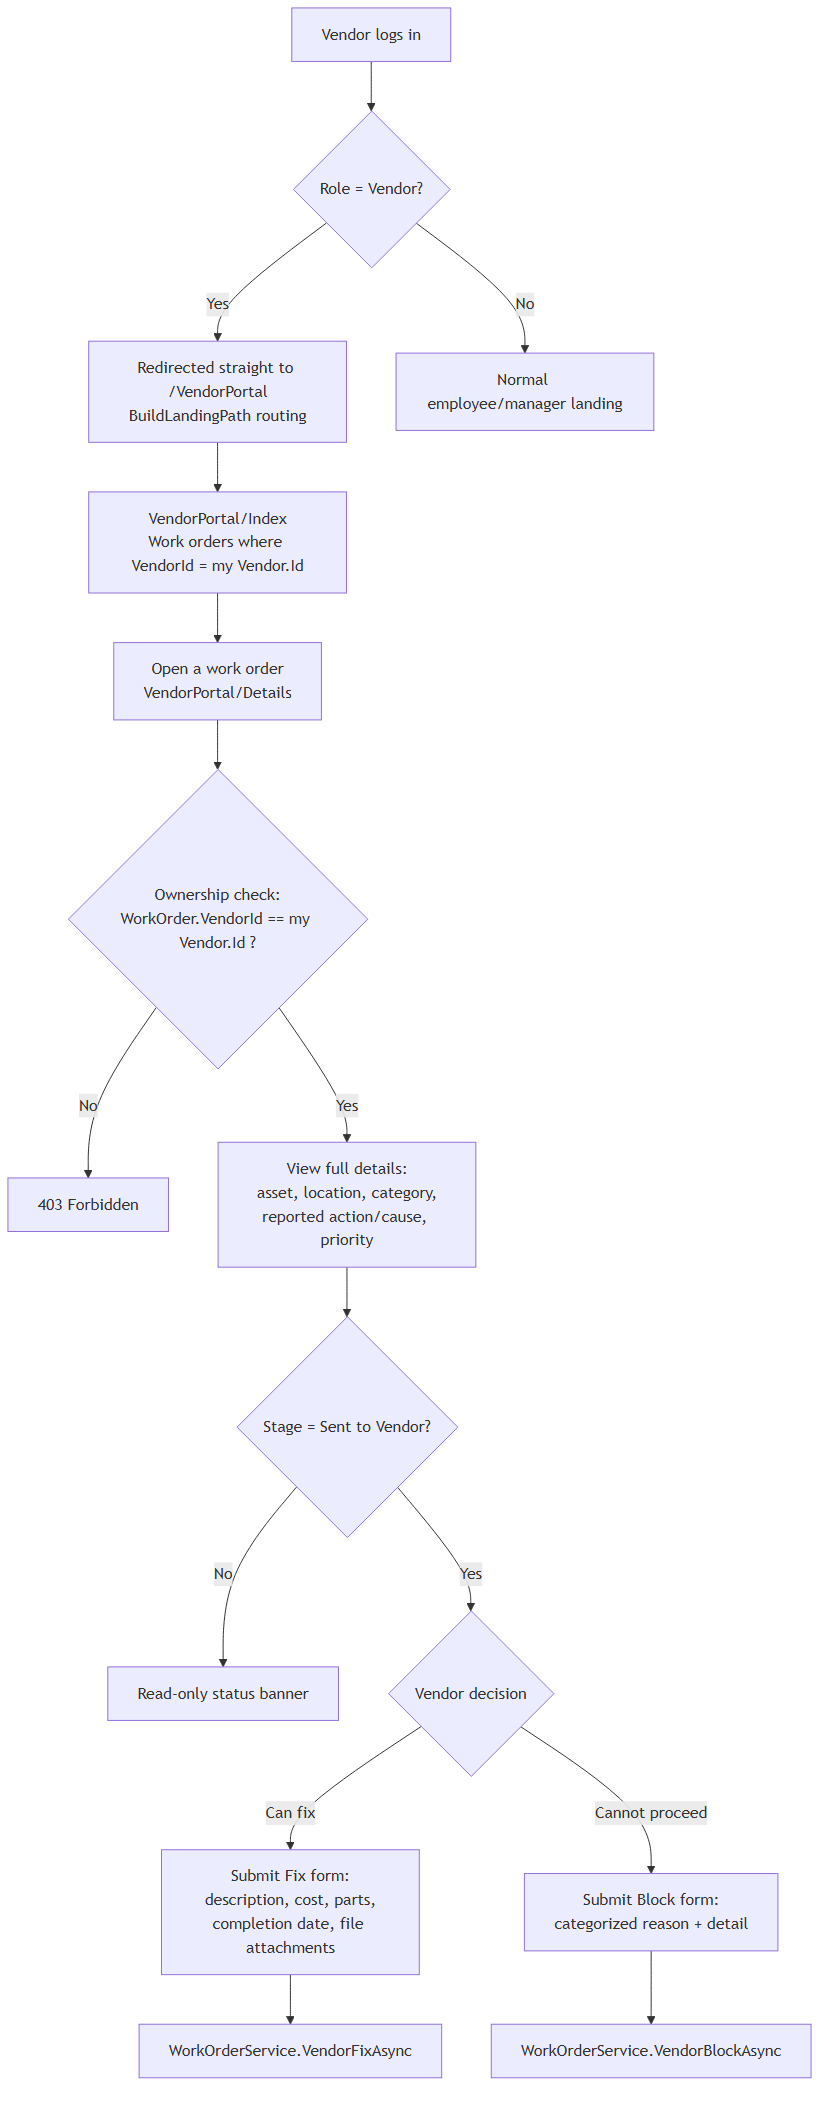 Vendor logs in
Role = Vendor?
Yes
No
Redirected straight to
/VendorPortal
BuildLandingPath routing
Normal
employee/manager landing
VendorPortal/Index
Work orders where
VendorId = my Vendor.Id
Open a work order
VendorPortal/Details
Ownership check:
WorkOrder.VendorId == my
Vendor.Id ?
No
Yes
403 Forbidden
View full details:
asset, location, category,
reported action/cause,
priority
Stage = Sent to Vendor?
No
Yes
Read-only status banner
Vendor decision
Can fix
Cannot proceed
Submit Fix form:
description, cost, parts,
completion date, file
attachments
Submit Block form:
categorized reason + detail
WorkOrderService.VendorFixAsync
WorkOrderService.VendorBlockAsync